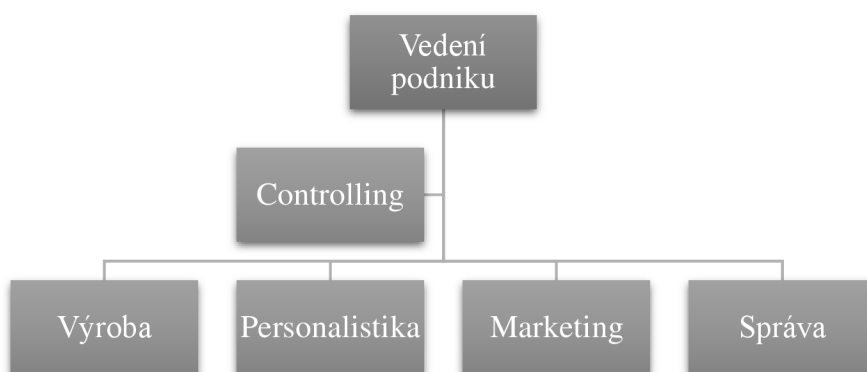 Vedení
podniku
Controlling
Výroba
Personalistika
Marketing
Správa